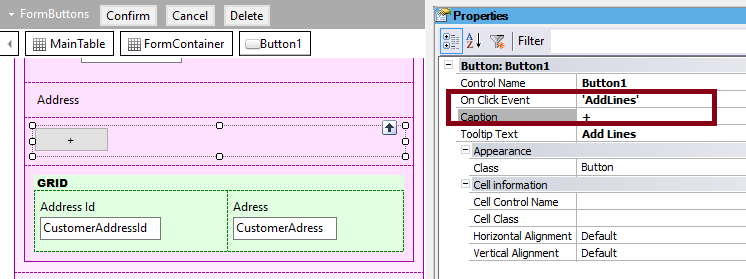 FormButtons Confirm Cancel Delete
MainTable FormContainer Button1
Address
+
GRID
Address Id Adress
CustomerAddressId CustomerAdress
Properties
Filter
Button: Button1
Control Name Button1
On Click Event 'AddLines'
Caption +
Tooltip Text Add Lines
Appearance
Class Button
Cell information
Cell Control Name
Cell Class
Horizontal Alignment Default
Vertical Alignment Default